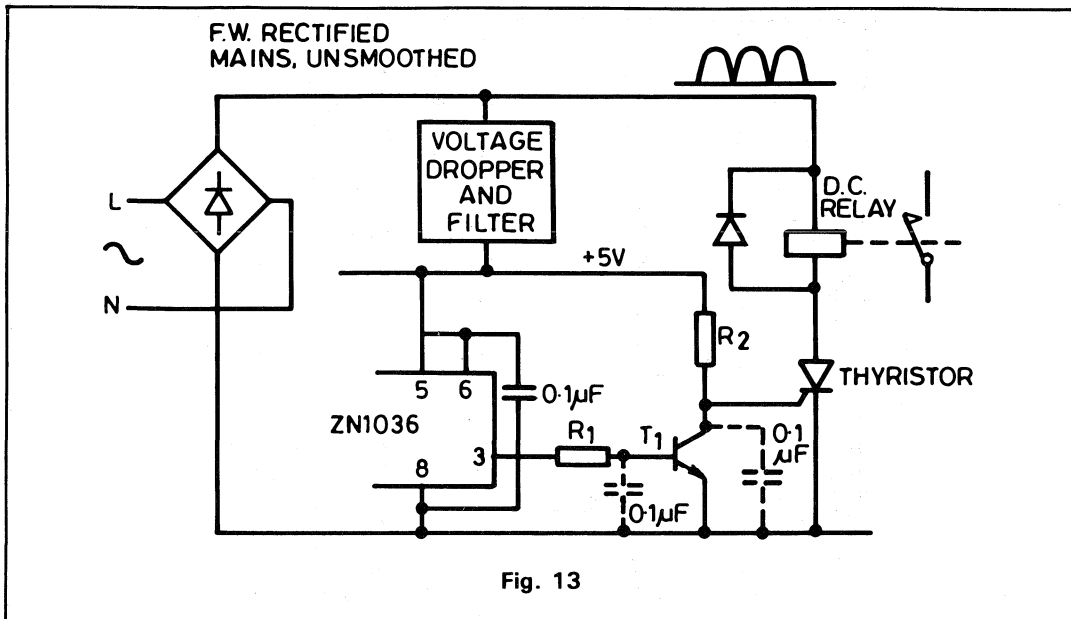 F.W. RECTIFIED
MAINS, UNSMOOTHED
VOLTAGE
DROPPER
AND
FILTER
D.C.
RELAY
L
N
+5V
R2
THYRISTOR
5 6
0.1µF
ZN1036
3
8
R1
T1
0.1
µF
0.1µF
Fig. 13